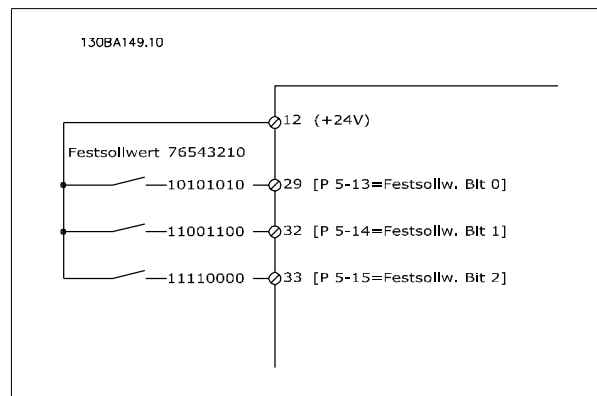 130BA149.10
12 (+24V)
Festsollwert 76543210
10101010 29 [P 5-13=Festsollw. Bit 0]
11001100 32 [P 5-14=Festsollw. Bit 1]
11110000 33 [P 5-15=Festsollw. Bit 2]